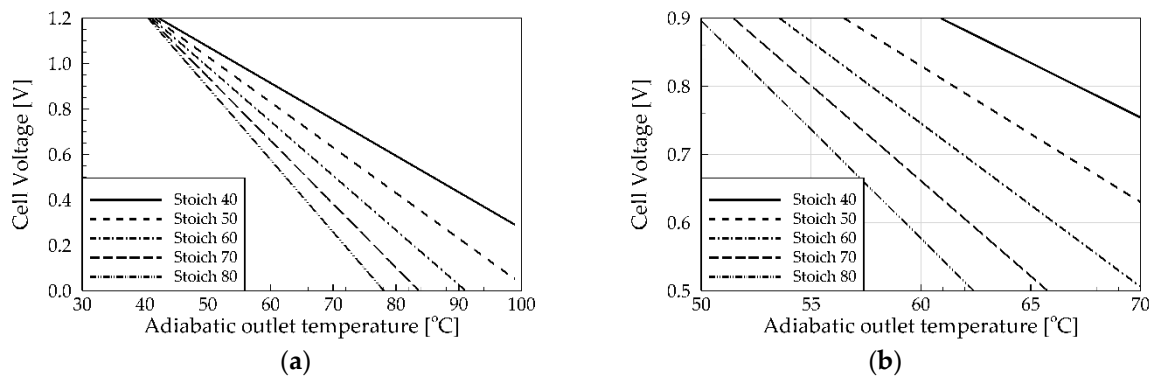 1.2
1.0
0.8
0.6
0.4
0.2
0.0
Cell Voltage [V]
Stoich 40
Stoich 50
Stoich 60
Stoich 70
Stoich 80
30 40 50 60 70 80 90 100
Adiabatic outlet temperature [°C]
(a)
0.9
0.8
0.7
0.6
0.5
Cell Voltage [V]
Stoich 40
Stoich 50
Stoich 60
Stoich 70
Stoich 80
50 55 60 65 70
Adiabatic outlet temperature [°C]
(b)